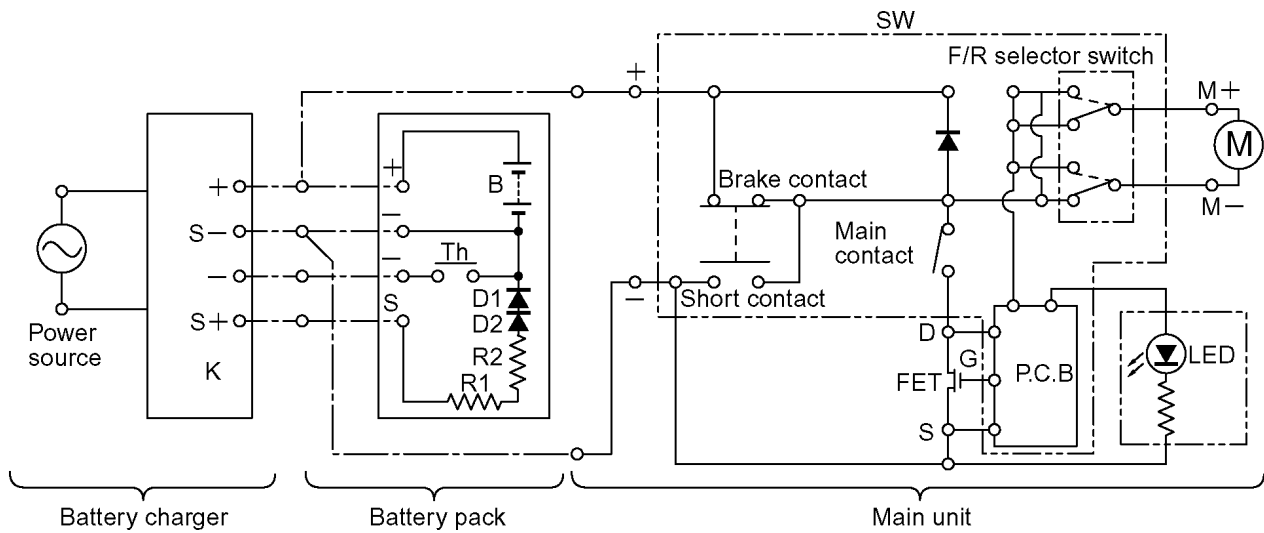 SW
F/R selector switch
+
M+
M
M−
+
B
+
−
Brake contact
S−
−
Th
Main
contact
−
−
Short contact
S+
S
D1
D2
R2
R1
K
Power
source
D
G
FET
S
P.C.B
LED
Battery charger
Battery pack
Main unit